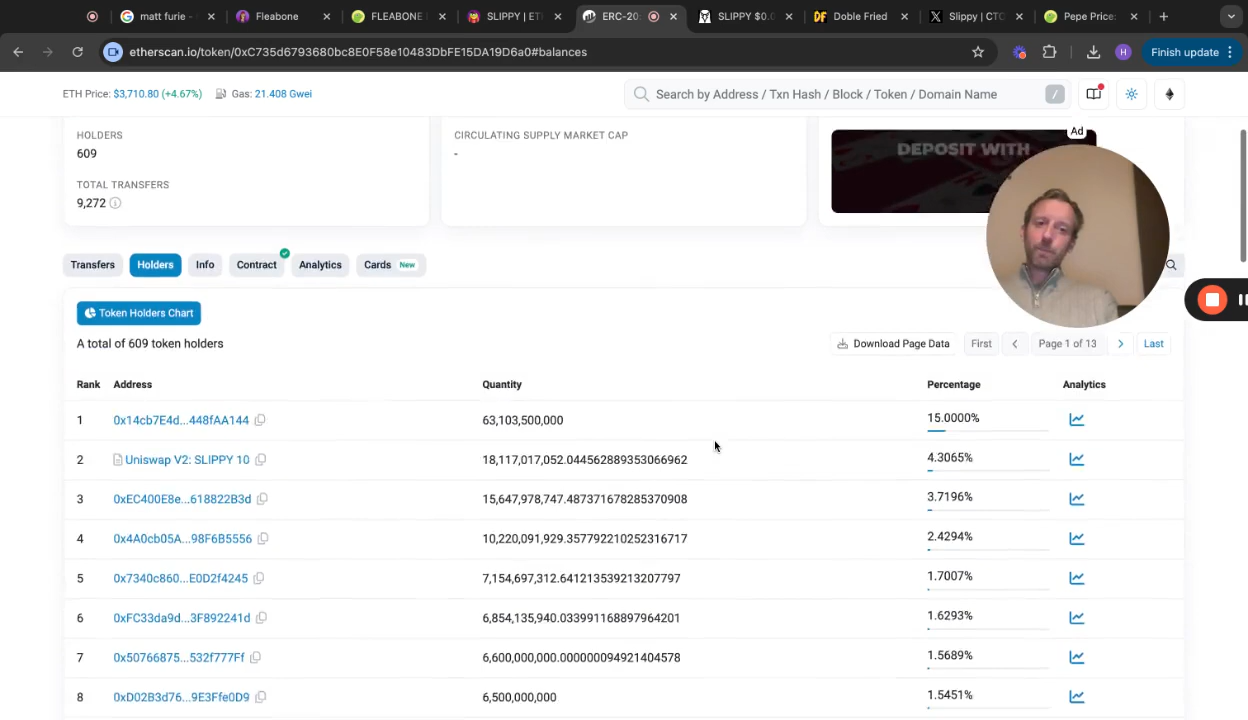 matt furie -
Fleabone
FLEABONE
SLIPPY | ET
ERC-20:
SLIPPY $0.0
Doble Fried
Slippy | CTO
Pepe Price:
etherscan.io/token/0xC735d6793680bc8E0F58e10483DbFE15DA19D6a0#balances
H
Finish update
ETH Price: $3,710.80 (+4.67%)
Gas: 21.408 Gwei
Search by Address / Txn Hash / Block / Token / Domain Name
/
HOLDERS
609
TOTAL TRANSFERS
9,272
CIRCULATING SUPPLY MARKET CAP
-
Ad
DEPOSIT WITH
Transfers
Holders
Info
Contract
Analytics
Cards New
Token Holders Chart
A total of 609 token holders
Download Page Data
First
Page 1 of 13
Last
Rank Address Quantity Percentage Analytics
1 0x14cb7E4d...448fAA144 63,103,500,000 15.0000%
2 Uniswap V2: SLIPPY 10 18,117,017,052.044562889353066962 4.3065%
3 0xEC400E8e...618822B3d 15,647,978,747.487371678285370908 3.7196%
4 0x4A0cb05A...98F6B5556 10,220,091,929.357792210252316717 2.4294%
5 0x7340c860...E0D2f4245 7,154,697,312.641213539213207797 1.7007%
6 0xFC33da9d...3F892241d 6,854,135,940.033991168897964201 1.6293%
7 0x50766875...532f777Ff 6,600,000,000.000000094921404578 1.5689%
8 0xD02B3d76...9E3Ffe0D9 6,500,000,000 1.5451%